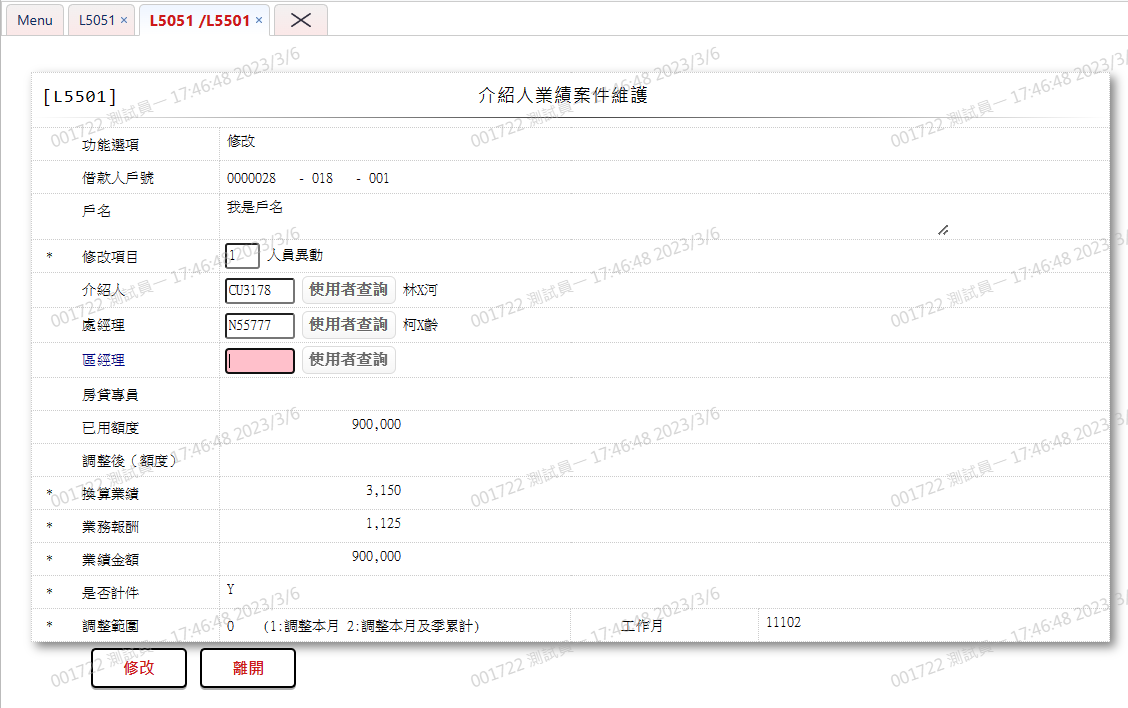 Menu L5051 × L5051 /L5501 ×
[L5501] 介紹人業績案件維護
功能選項 修改
借款人戶號 0000028 - 018 - 001
戶名 我是戶名
* 修改項目 1 人員異動
介紹人 CU3178 使用者查詢 林X河
處經理 N55777 使用者查詢 柯X齡
區經理 使用者查詢
房貸專員
已用額度 900,000
調整後(額度)
* 換算業績 3,150
* 業務報酬 1,125
* 業績金額 900,000
* 是否計件 Y
* 調整範圍 0 (1:調整本月 2:調整本月及季累計) 工作月 11102
修改 離開
001722 測試員一 17:46:48 2023/3/6